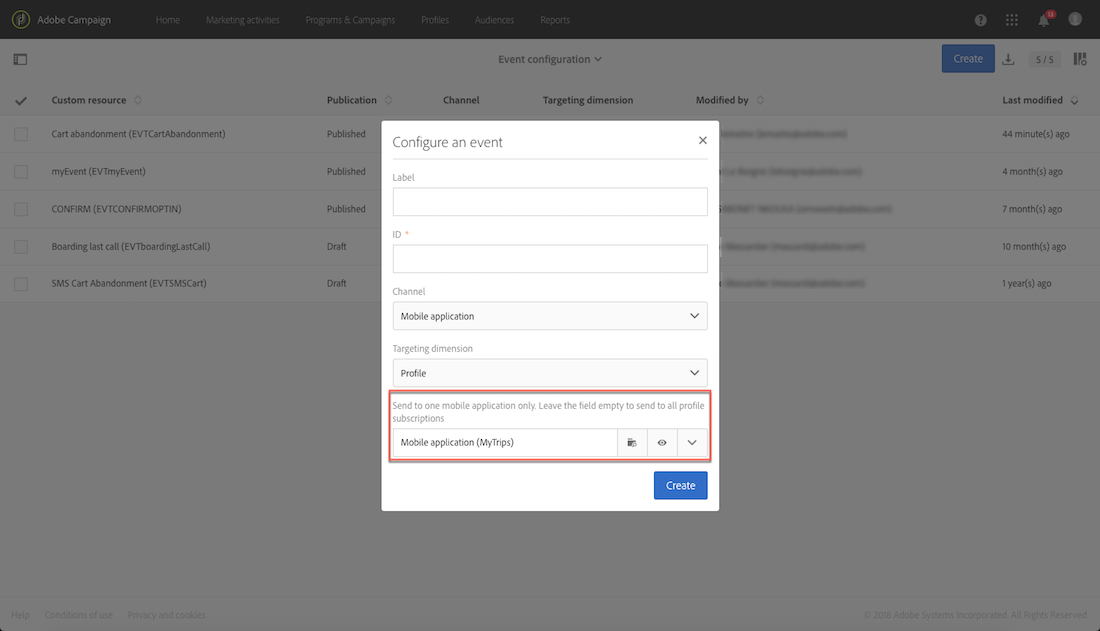 Adobe Campaign Home Marketing activities Programs & Campaigns Profiles Audiences Reports 13
Event configuration Create 5 / 5
Custom resource Publication Channel Targeting dimension Modified by Last modified
Cart abandonment (EVTCartAbandonment) Published 44 minute(s) ago
myEvent (EVTmyEvent) Published 4 month(s) ago
CONFIRM (EVTCONFIRMOPTIN) Published 7 month(s) ago
Boarding last call (EVTboardingLastCall) Draft 10 month(s) ago
SMS Cart Abandonment (EVTSMSCart) Draft 1 year(s) ago
Configure an event
Label
ID *
Channel
Mobile application
Targeting dimension
Profile
Send to one mobile application only. Leave the field empty to send to all profile
subscriptions
Mobile application (MyTrips)
Create
Help Conditions of use Privacy and cookies © 2018 Adobe Systems Incorporated. All Rights Reserved.